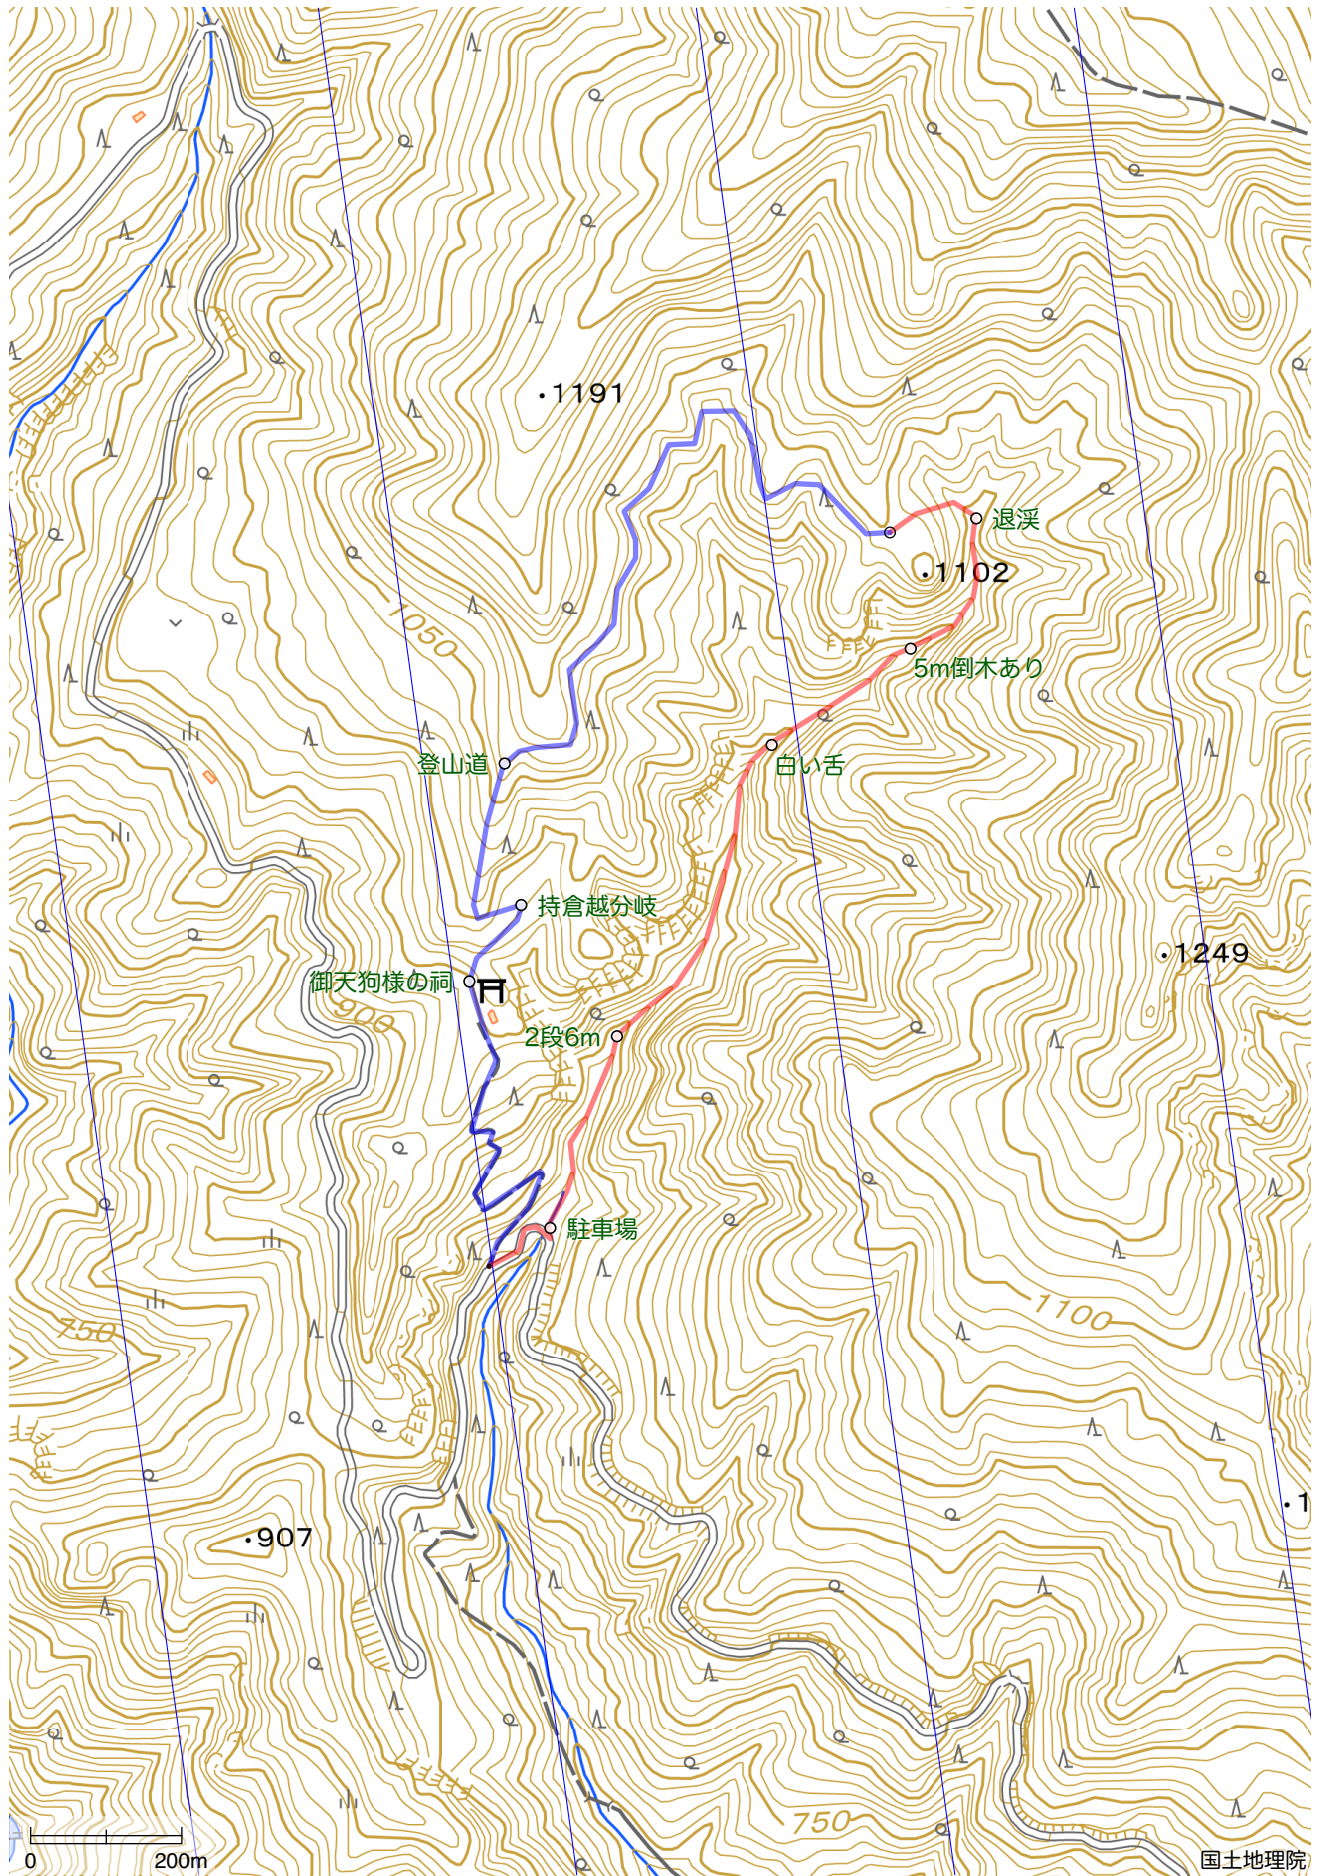 1191
退渓
1102
1050
5m倒木あり
登山道
白い舌
持倉越分岐
1249
御天狗様の祠
900
2段6m
駐車場
1100
750
1
907
750
0 200m
国土地理院